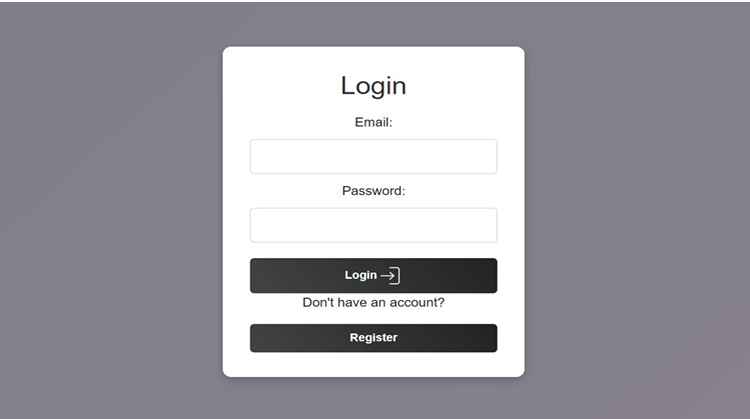 Login
Email:
Password:
Login
Don't have an account?
Register